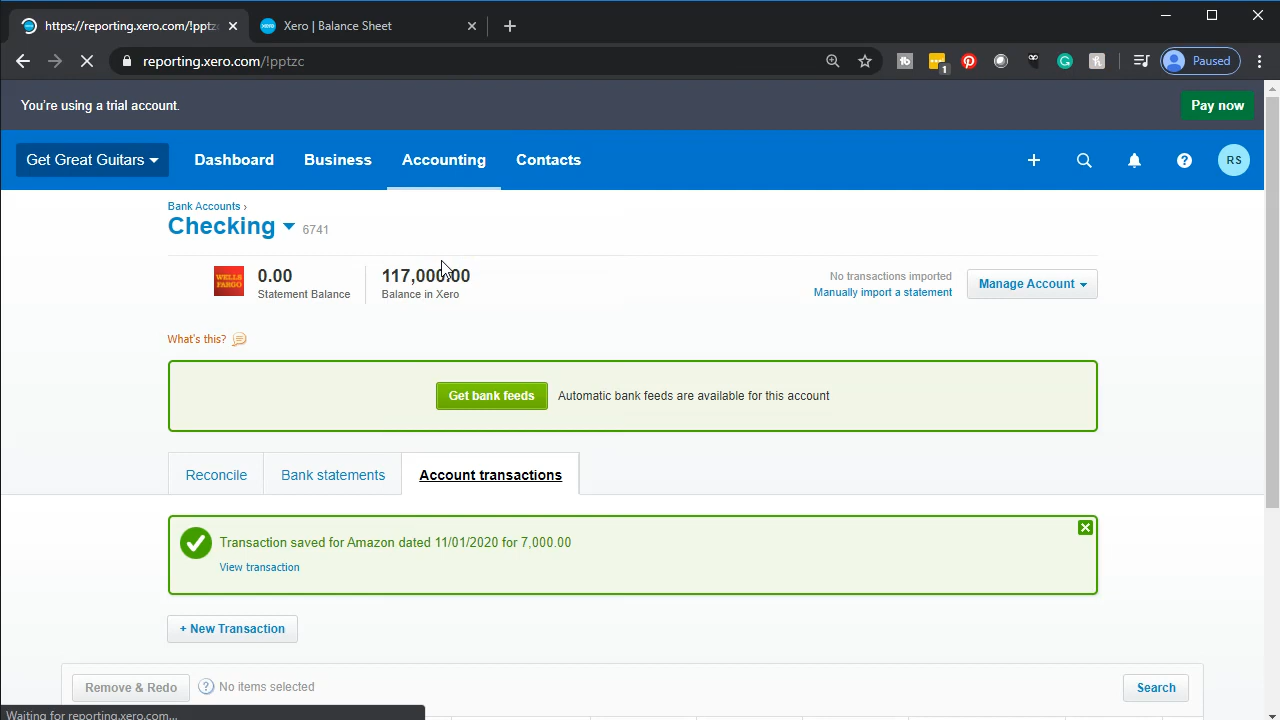 https://reporting.xero.com/!pptz
Xero | Balance Sheet
reporting.xero.com/!pptzc
1
Paused
You're using a trial account.
Pay now
Get Great Guitars
Dashboard
Business
Accounting
Contacts
RS
Bank Accounts ›
Checking
6741
WELLS
FARGO
0.00
Statement Balance
117,000.00
Balance in Xero
No transactions imported
Manually import a statement
Manage Account
What's this?
Get bank feeds
Automatic bank feeds are available for this account
Reconcile
Bank statements
Account transactions
Transaction saved for Amazon dated 11/01/2020 for 7,000.00
View transaction
+ New Transaction
Remove & Redo
? No items selected
Search
Waiting for reporting.xero.com...